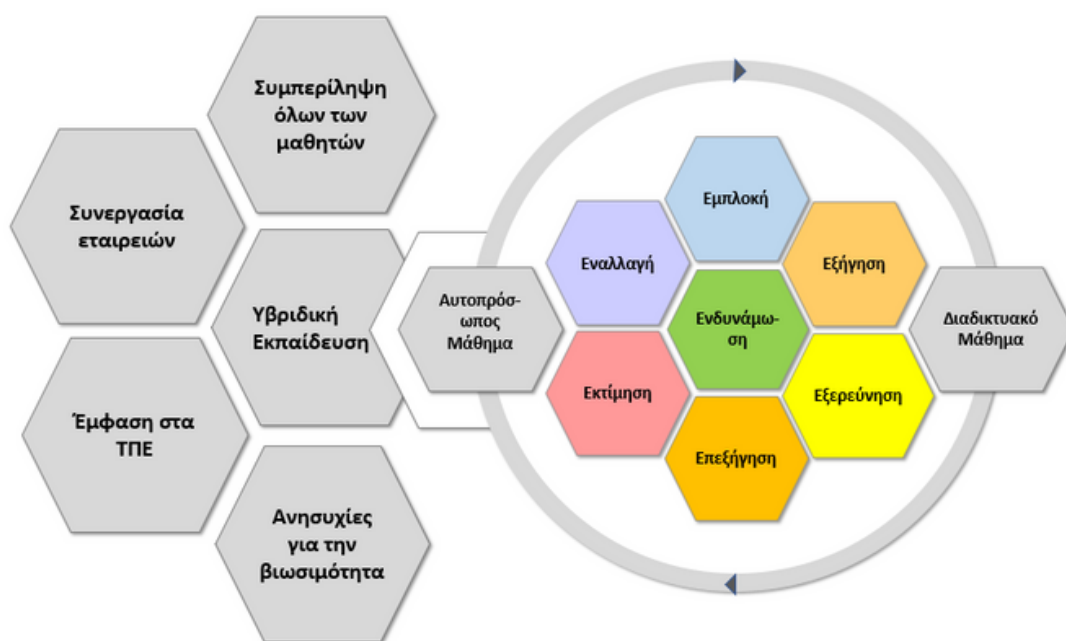 Συμπερίληψη
όλων των
μαθητών
Συνεργασία
εταιρειών
Υβριδική
Εκπαίδευση
Έμφαση στα
ΤΠΕ
Ανησυχίες
για την
βιωσιμότητα
Αυτοπρόσ-
ωπος
Μάθημα
Εμπλοκή
Εναλλαγή
Εξήγηση
Ενδυνάμω-
ση
Εκτίμηση
Εξερεύνηση
Επεξήγηση
Διαδικτυακό
Μάθημα